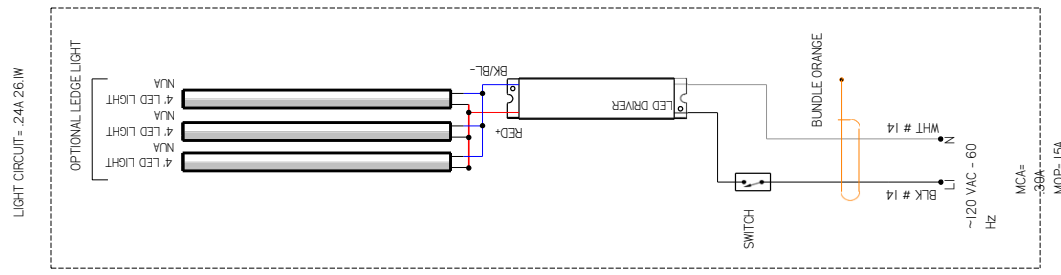 LIGHT CIRCUIT= .24A 26.1W
OPTIONAL LEDGE LIGHT
NUA
4' LED LIGHT
NUA
4' LED LIGHT
NUA
4' LED LIGHT
BK/BL-
RED+
LED DRIVER
BUNDLE ORANGE
SWITCH
WHT # 14
N
BLK # 14
L1
~120 VAC - 60
Hz
MCA=
.30A
MOP= 15A